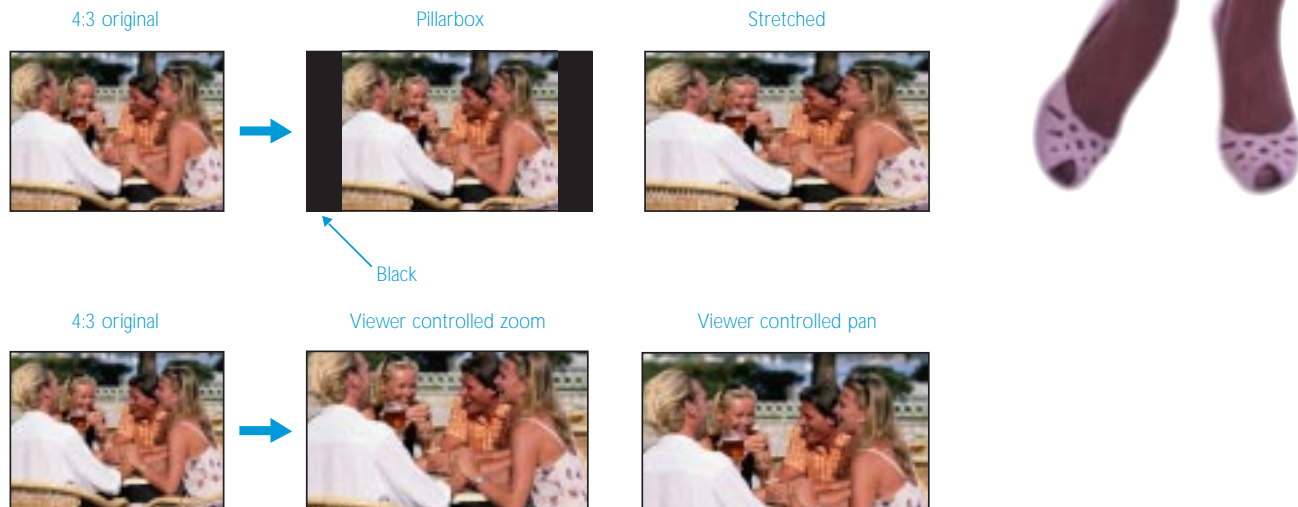 4:3 original
Pillarbox
Stretched
Black
4:3 original
Viewer controlled zoom
Viewer controlled pan